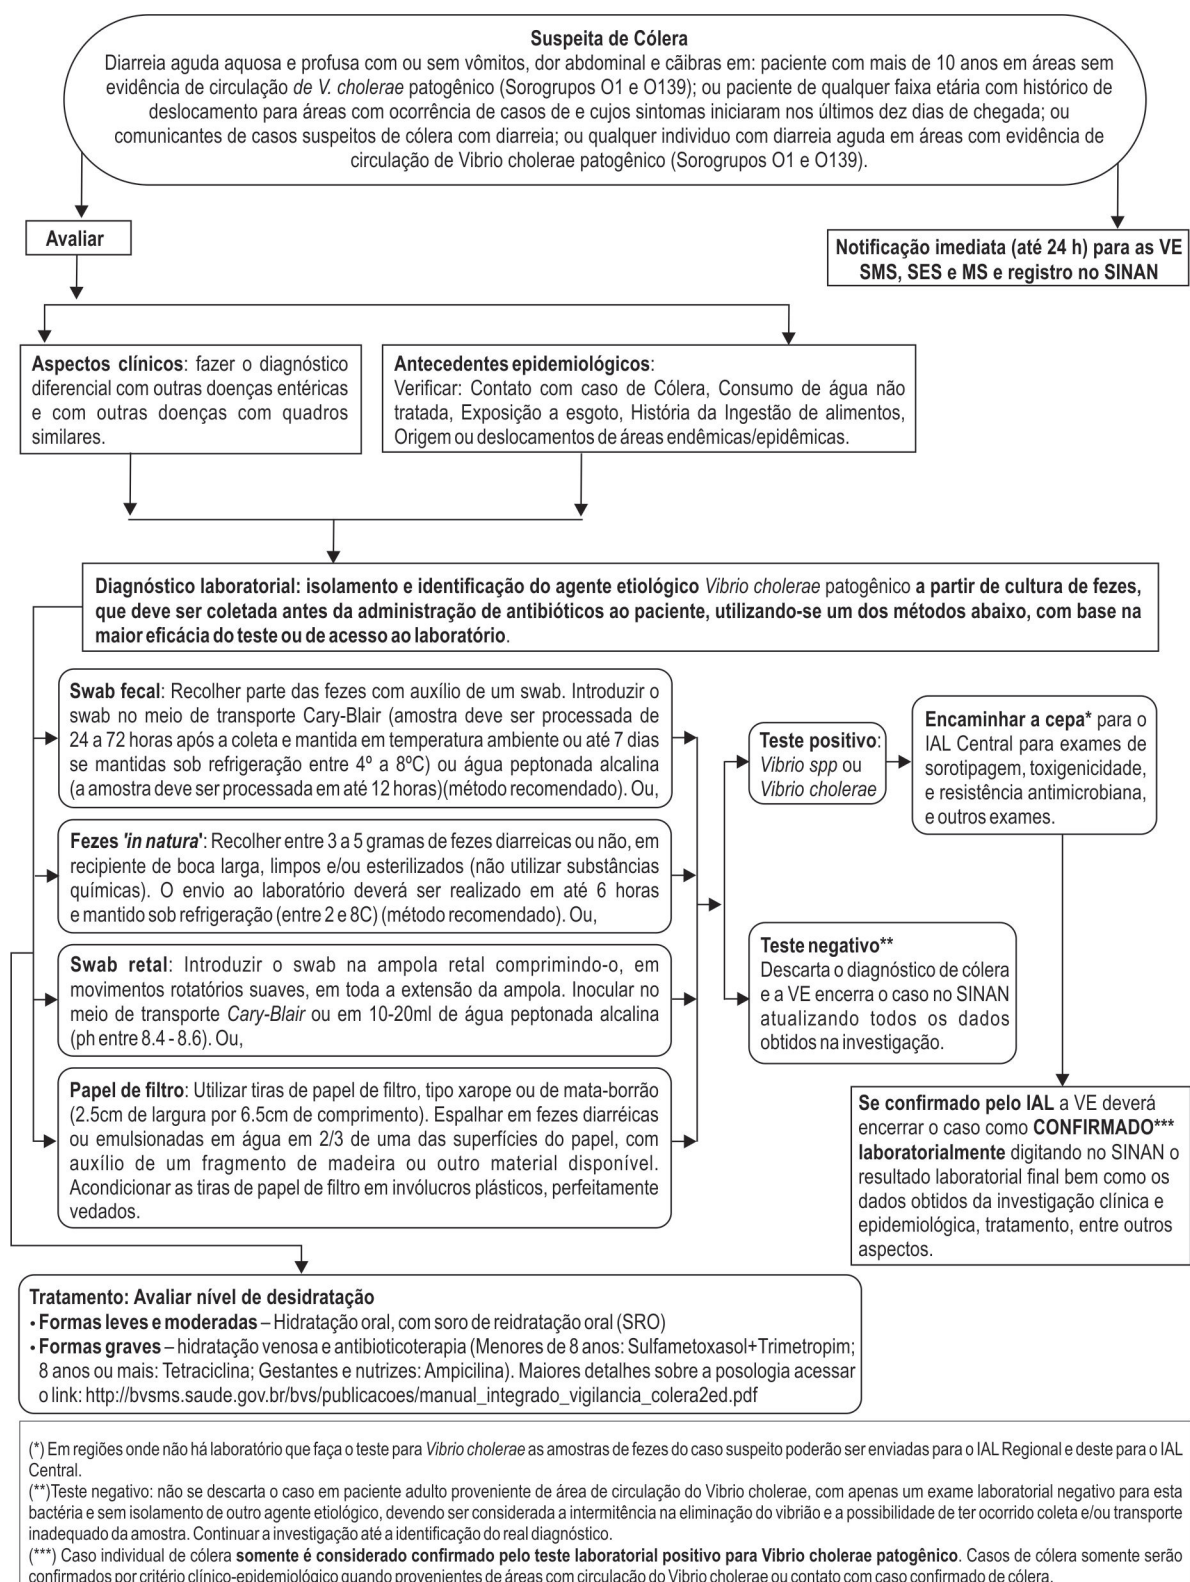 Suspeita de Cólera
Diarreia aguda aquosa e profusa com ou sem vômitos, dor abdominal e cãibras em: paciente com mais de 10 anos em áreas sem
evidência de circulação de V. cholerae patogênico (Sorogrupos O1 e O139); ou paciente de qualquer faixa etária com histórico de
deslocamento para áreas com ocorrência de casos de e cujos sintomas iniciaram nos últimos dez dias de chegada; ou
comunicantes de casos suspeitos de cólera com diarreia; ou qualquer individuo com diarreia aguda em áreas com evidência de
circulação de Vibrio cholerae patogênico (Sorogrupos O1 e O139).
Avaliar
Notificação imediata (até 24 h) para as VE
SMS, SES e MS e registro no SINAN
Aspectos clínicos: fazer o diagnóstico
diferencial com outras doenças entéricas
e com outras doenças com quadros
similares.
Antecedentes epidemiológicos:
Verificar: Contato com caso de Cólera, Consumo de água não
tratada, Exposição a esgoto, História da Ingestão de alimentos,
Origem ou deslocamentos de áreas endêmicas/epidêmicas.
Diagnóstico laboratorial: isolamento e identificação do agente etiológico Vibrio cholerae patogênico a partir de cultura de fezes,
que deve ser coletada antes da administração de antibióticos ao paciente, utilizando-se um dos métodos abaixo, com base na
maior eficácia do teste ou de acesso ao laboratório.
Swab fecal: Recolher parte das fezes com auxílio de um swab. Introduzir o
swab no meio de transporte Cary-Blair (amostra deve ser processada de
24 a 72 horas após a coleta e mantida em temperatura ambiente ou até 7 dias
se mantidas sob refrigeração entre 4º a 8ºC) ou água peptonada alcalina
(a amostra deve ser processada em até 12 horas)(método recomendado). Ou,
Fezes 'in natura': Recolher entre 3 a 5 gramas de fezes diarreicas ou não, em
recipiente de boca larga, limpos e/ou esterilizados (não utilizar substâncias
químicas). O envio ao laboratório deverá ser realizado em até 6 horas
e mantido sob refrigeração (entre 2 e 8C) (método recomendado). Ou,
Swab retal: Introduzir o swab na ampola retal comprimindo-o, em
movimentos rotatórios suaves, em toda a extensão da ampola. Inocular no
meio de transporte Cary-Blair ou em 10-20ml de água peptonada alcalina
(ph entre 8.4 - 8.6). Ou,
Papel de filtro: Utilizar tiras de papel de filtro, tipo xarope ou de mata-borrão
(2.5cm de largura por 6.5cm de comprimento). Espalhar em fezes diarréicas
ou emulsionadas em água em 2/3 de uma das superfícies do papel, com
auxílio de um fragmento de madeira ou outro material disponível.
Acondicionar as tiras de papel de filtro em invólucros plásticos, perfeitamente
vedados.
Teste positivo:
Vibrio spp ou
Vibrio cholerae
Encaminhar a cepa* para o
IAL Central para exames de
sorotipagem, toxigenicidade,
e resistência antimicrobiana,
e outros exames.
Teste negativo**
Descarta o diagnóstico de cólera
e a VE encerra o caso no SINAN
atualizando todos os dados
obtidos na investigação.
Se confirmado pelo IAL a VE deverá
encerrar o caso como CONFIRMADO***
laboratorialmente digitando no SINAN o
resultado laboratorial final bem como os
dados obtidos da investigação clínica e
epidemiológica, tratamento, entre outros
aspectos.
Tratamento: Avaliar nível de desidratação
• Formas leves e moderadas – Hidratação oral, com soro de reidratação oral (SRO)
• Formas graves – hidratação venosa e antibioticoterapia (Menores de 8 anos: Sulfametoxasol+Trimetropim;
8 anos ou mais: Tetraciclina; Gestantes e nutrizes: Ampicilina). Maiores detalhes sobre a posologia acessar
o link: http://bvsms.saude.gov.br/bvs/publicacoes/manual_integrado_vigilancia_colera2ed.pdf
(*) Em regiões onde não há laboratório que faça o teste para Vibrio cholerae as amostras de fezes do caso suspeito poderão ser enviadas para o IAL Regional e deste para o IAL
Central.
(**)Teste negativo: não se descarta o caso em paciente adulto proveniente de área de circulação do Vibrio cholerae, com apenas um exame laboratorial negativo para esta
bactéria e sem isolamento de outro agente etiológico, devendo ser considerada a intermitência na eliminação do vibrião e a possibilidade de ter ocorrido coleta e/ou transporte
inadequado da amostra. Continuar a investigação até a identificação do real diagnóstico.
(***) Caso individual de cólera somente é considerado confirmado pelo teste laboratorial positivo para Vibrio cholerae patogênico. Casos de cólera somente serão
confirmados por critério clínico-epidemiológico quando provenientes de áreas com circulação do Vibrio cholerae ou contato com caso confirmado de cólera.